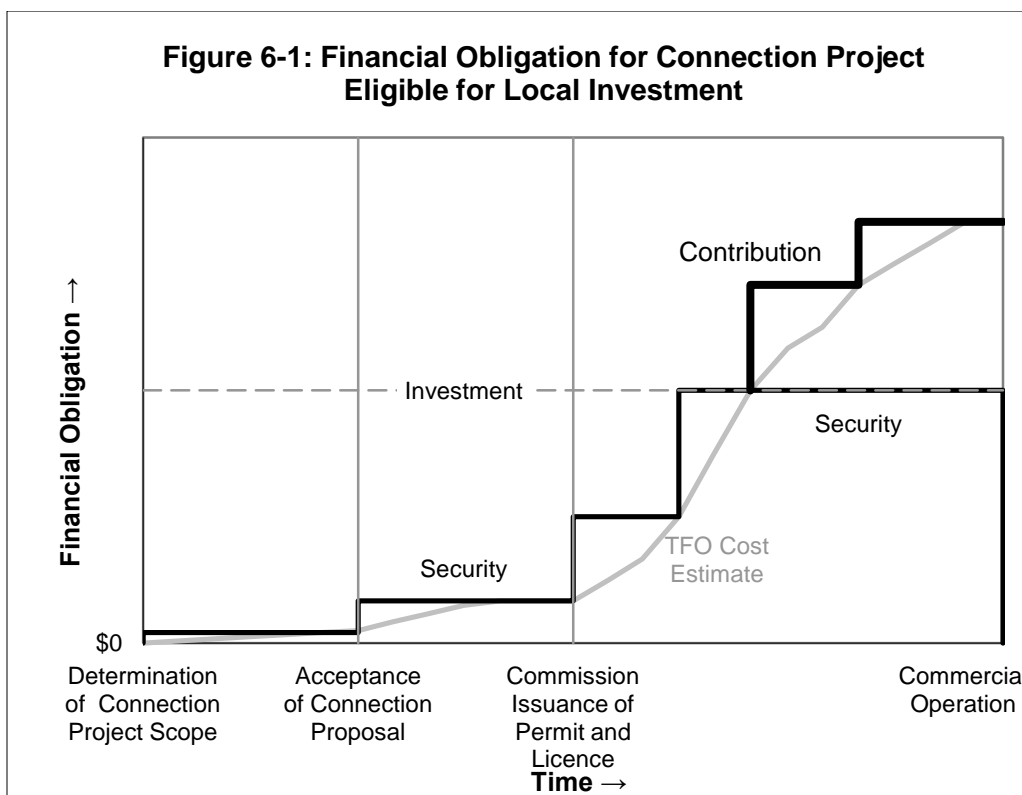 Figure 6-1: Financial Obligation for Connection Project
Eligible for Local Investment
Financial Obligation →
Contribution
Investment
Security
Security
TFO Cost
Estimate
$0
Determination
of Connection
Project Scope
Acceptance
of Connection
Proposal
Commission
Issuance of
Permit and
Licence
Commercia
Operation
Time →